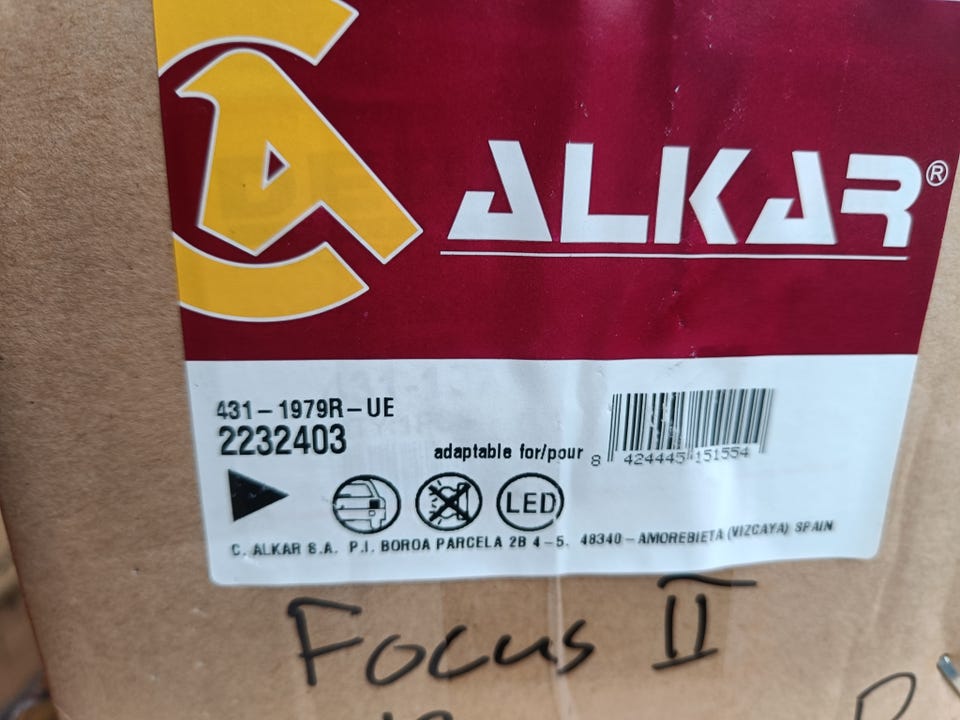 ALKAR®
431-1979R-UE
2232403
adaptable for/pour
8 424445 151554
LED
C. ALKAR S.A. P.I. BOROA PARCELA 2B 4-5. 48340-AMOREBIETA (VIZCAYA) SPAIN
Focus II